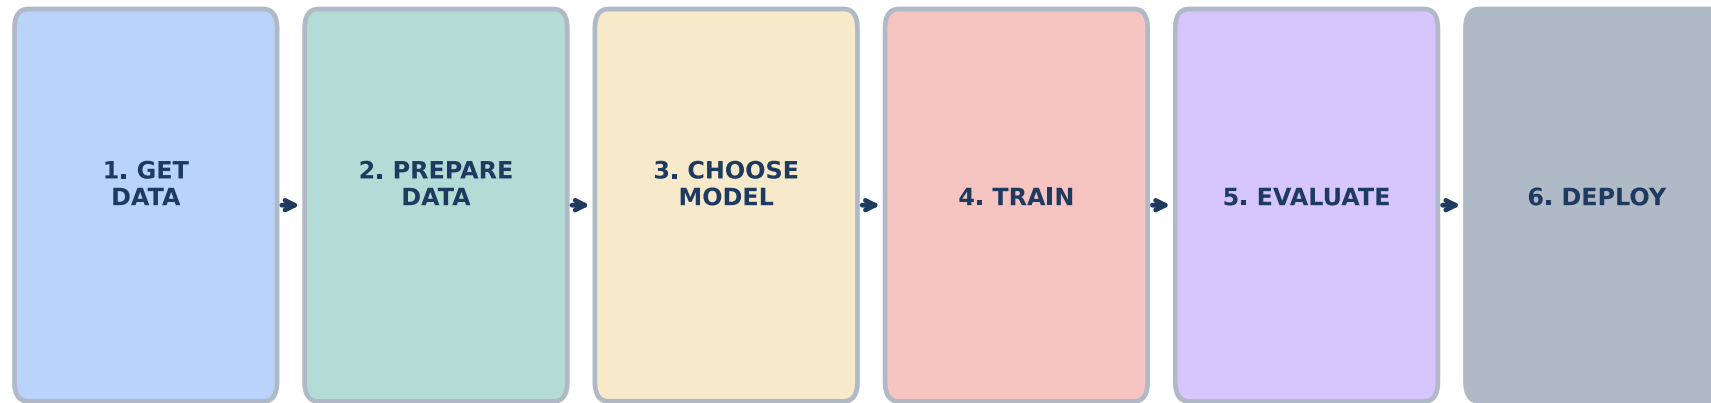 1. GET
DATA
2. PREPARE
DATA
3. CHOOSE
MODEL
4. TRAIN
5. EVALUATE
6. DEPLOY